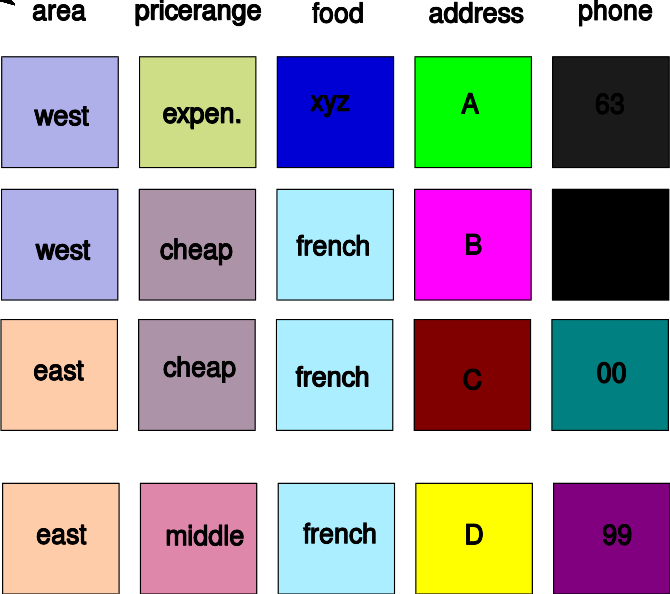 area pricerange food address phone
west expen. xyz A 63
west cheap french B
east cheap french C 00
east middle french D 99